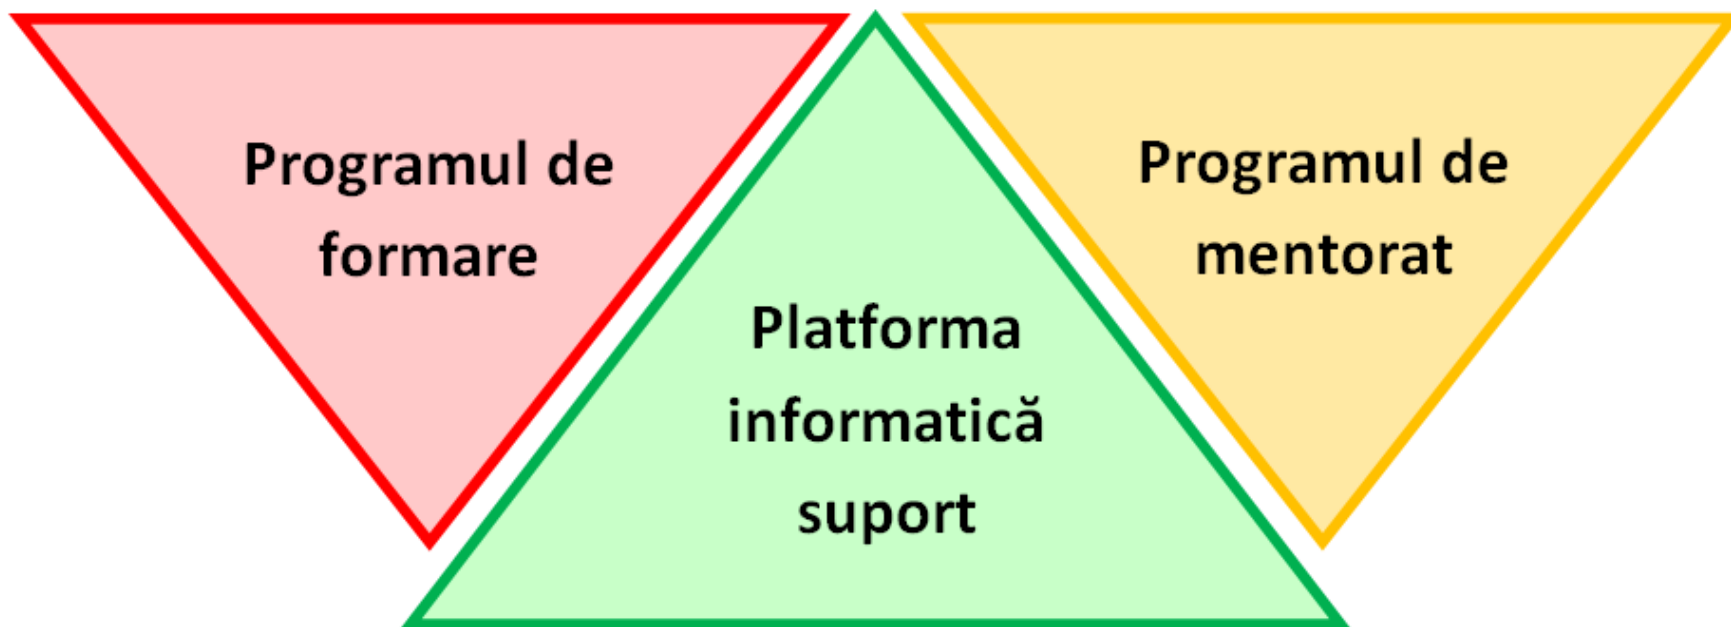 Programul de
formare
Platforma
informatică
suport
Programul de
mentorat